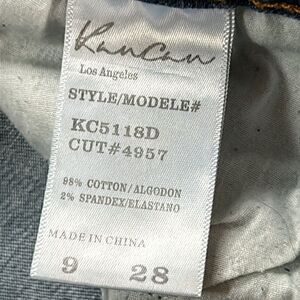 KanCan
Los Angeles
STYLE/MODELE#
KC5118D
CUT#4957
98% COTTON/ALGODON
2% SPANDEX/ELASTANO
MADE IN CHINA
9 28